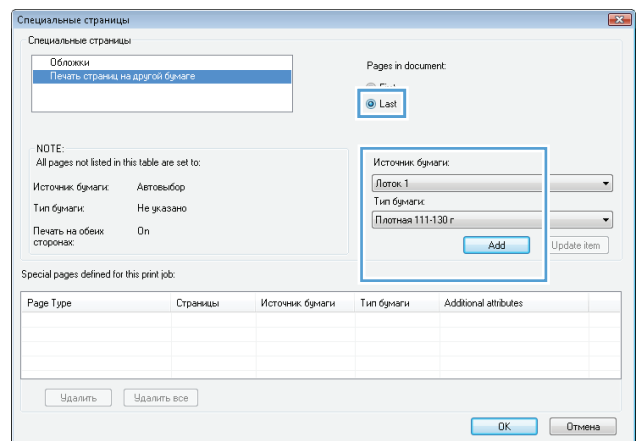 Специальные страницы
Специальные страницы
Обложки
Печать страниц на другой бумаге
Pages in document:
Last
NOTE:
All pages not listed in this table are set to:
Источник бумаги: Автовыбор
Тип бумаги: Не указано
Печать на обеих сторонах: On
Источник бумаги:
Лоток 1
Тип бумаги:
Плотная 111-130 г
Add Update item
Special pages defined for this print job:
Page Type Страницы Источник бумаги Тип бумаги Additional attributes
Удалить Удалить все
OK Отмена